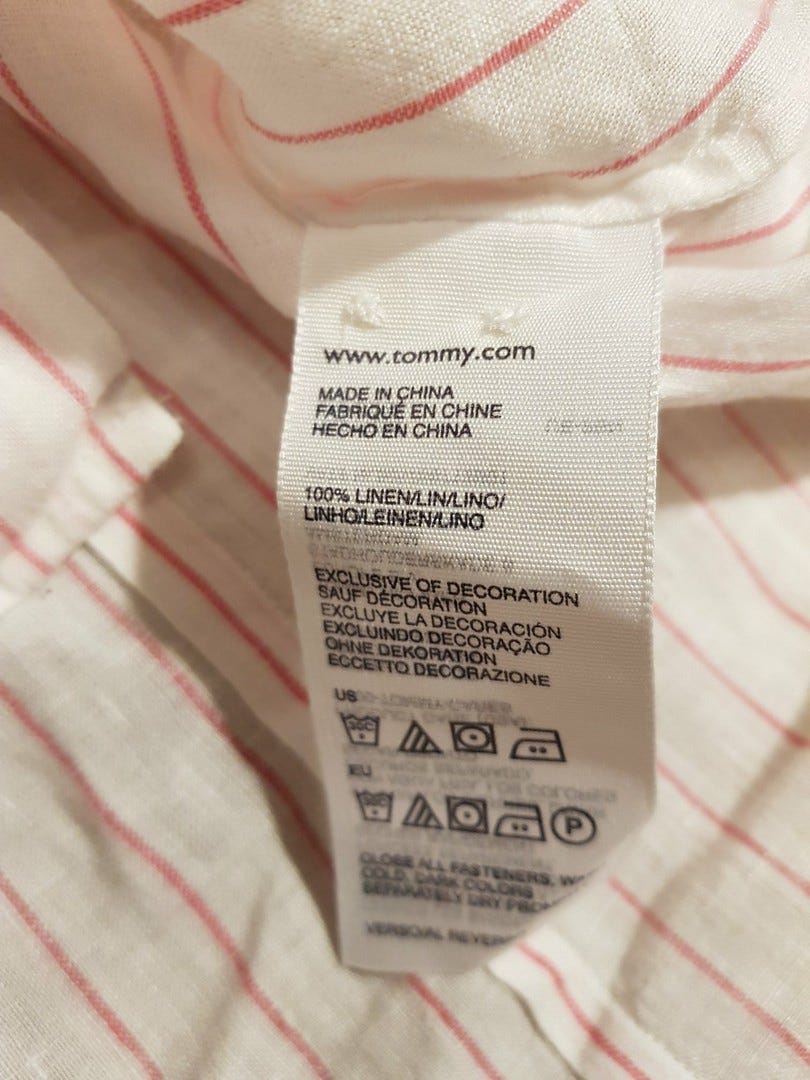 www.tommy.com
MADE IN CHINA
FABRIQUÉ EN CHINE
HECHO EN CHINA
100% LINEN/LIN/LINO/
LINHO/LEINEN/LINO
EXCLUSIVE OF DECORATION
SAUF DÉCORATION
EXCLUYE LA DECORACIÓN
EXCLUINDO DECORAÇÃO
OHNE DEKORATION
ECCETTO DECORAZIONE
US
EU
P
CLOSE ALL FASTENERS,
COLD, DARK COLORS
SEPARATELY DRY